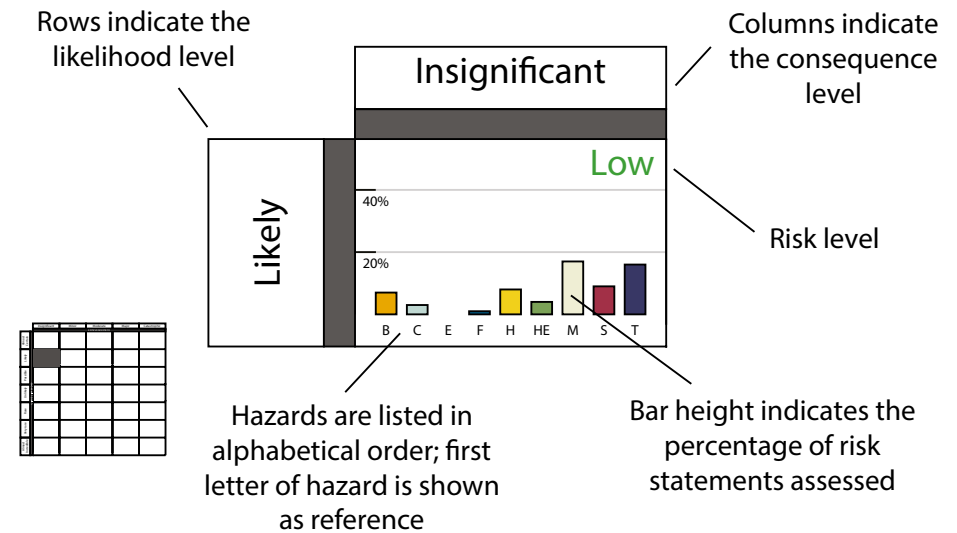 Rows indicate the
likelihood level
Columns indicate
the consequence
level
Insignificant
Likely
Low
40%
20%
B C E F H HE M S T
Risk level
Hazards are listed in
alphabetical order; first
letter of hazard is shown
as reference
Bar height indicates the
percentage of risk
statements assessed